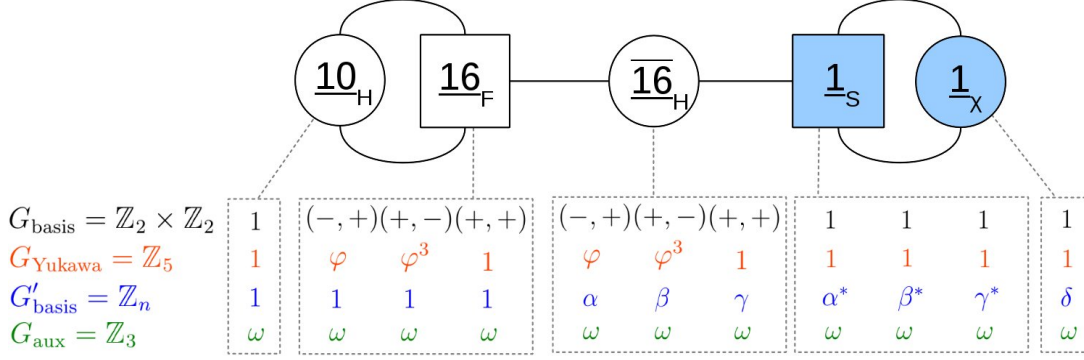 10_H 16_F \overline{16}_H 1_S 1_χ
G_basis = ℤ_2 × ℤ_2 1 (−,+)(+,−)(+,+) (−,+)(+,−)(+,+) 1 1 1 1
G_Yukawa = ℤ_5 1 φ φ^3 1 φ φ^3 1 1 1 1 1
G'_basis = ℤ_n 1 1 1 1 α β γ α* β* γ* δ
G_aux = ℤ_3 ω ω ω ω ω ω ω ω ω ω ω